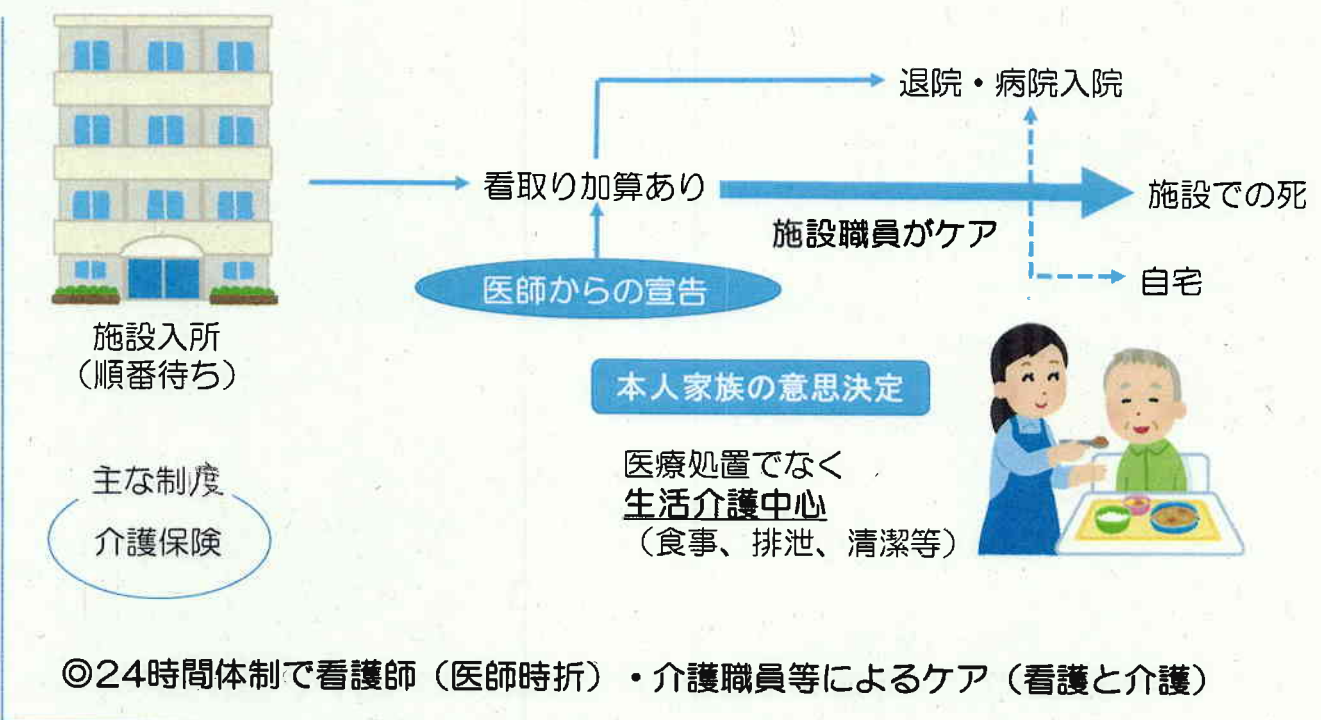 退院・病院入院
看取り加算あり
施設での死
施設職員がケア
医師からの宣告
自宅
施設入所
（順番待ち）
本人家族の意思決定
医療処置でなく
生活介護中心
（食事、排泄、清潔等）
主な制度
介護保険
◎24時間体制で看護師（医師時折）・介護職員等によるケア（看護と介護）